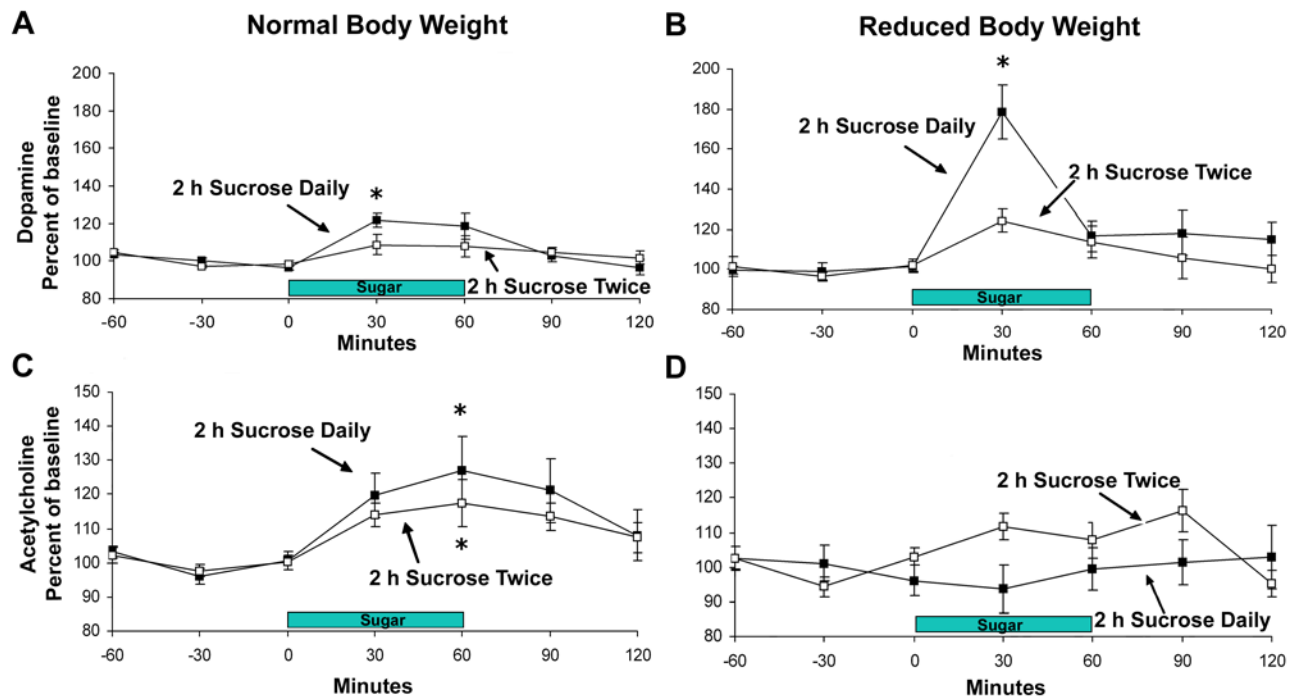 A
Normal Body Weight
Dopamine
Percent of baseline
200
180
160
140
120
100
80
2 h Sucrose Daily
*
2 h Sucrose Twice
Sugar
-60 -30 0 30 60 90 120
Minutes
B
Reduced Body Weight
200
180
160
140
120
100
80
*
2 h Sucrose Daily
2 h Sucrose Twice
Sugar
-60 -30 0 30 60 90 120
Minutes
C
Acetylcholine
Percent of baseline
150
140
130
120
110
100
90
80
*
2 h Sucrose Daily
*
2 h Sucrose Twice
Sugar
-60 -30 0 30 60 90 120
Minutes
D
150
140
130
120
110
100
90
80
2 h Sucrose Twice
2 h Sucrose Daily
Sugar
-60 -30 0 30 60 90 120
Minutes